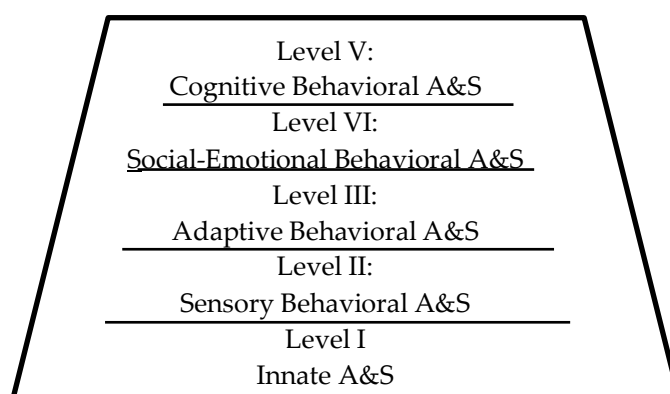 Level V:
Cognitive Behavioral A&S
Level VI:
Social-Emotional Behavioral A&S
Level III:
Adaptive Behavioral A&S
Level II:
Sensory Behavioral A&S
Level I
Innate A&S